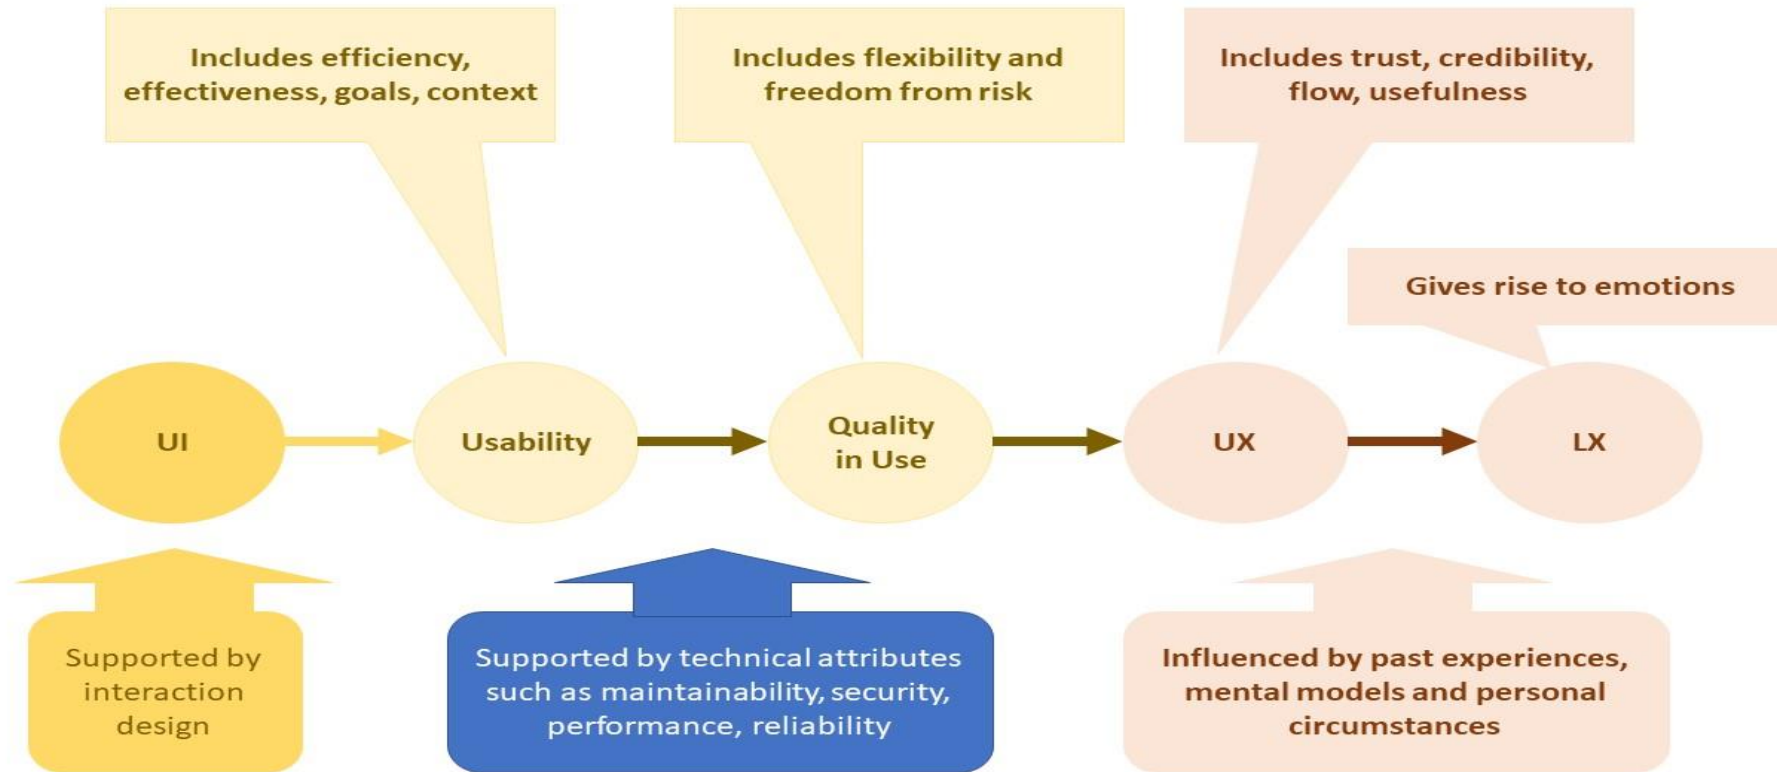 Includes efficiency,
effectiveness, goals, context
Includes flexibility and
freedom from risk
Includes trust, credibility,
flow, usefulness
Gives rise to emotions
UI
Usability
Quality
in Use
UX
LX
Supported by
interaction
design
Supported by technical attributes
such as maintainability, security,
performance, reliability
Influenced by past experiences,
mental models and personal
circumstances